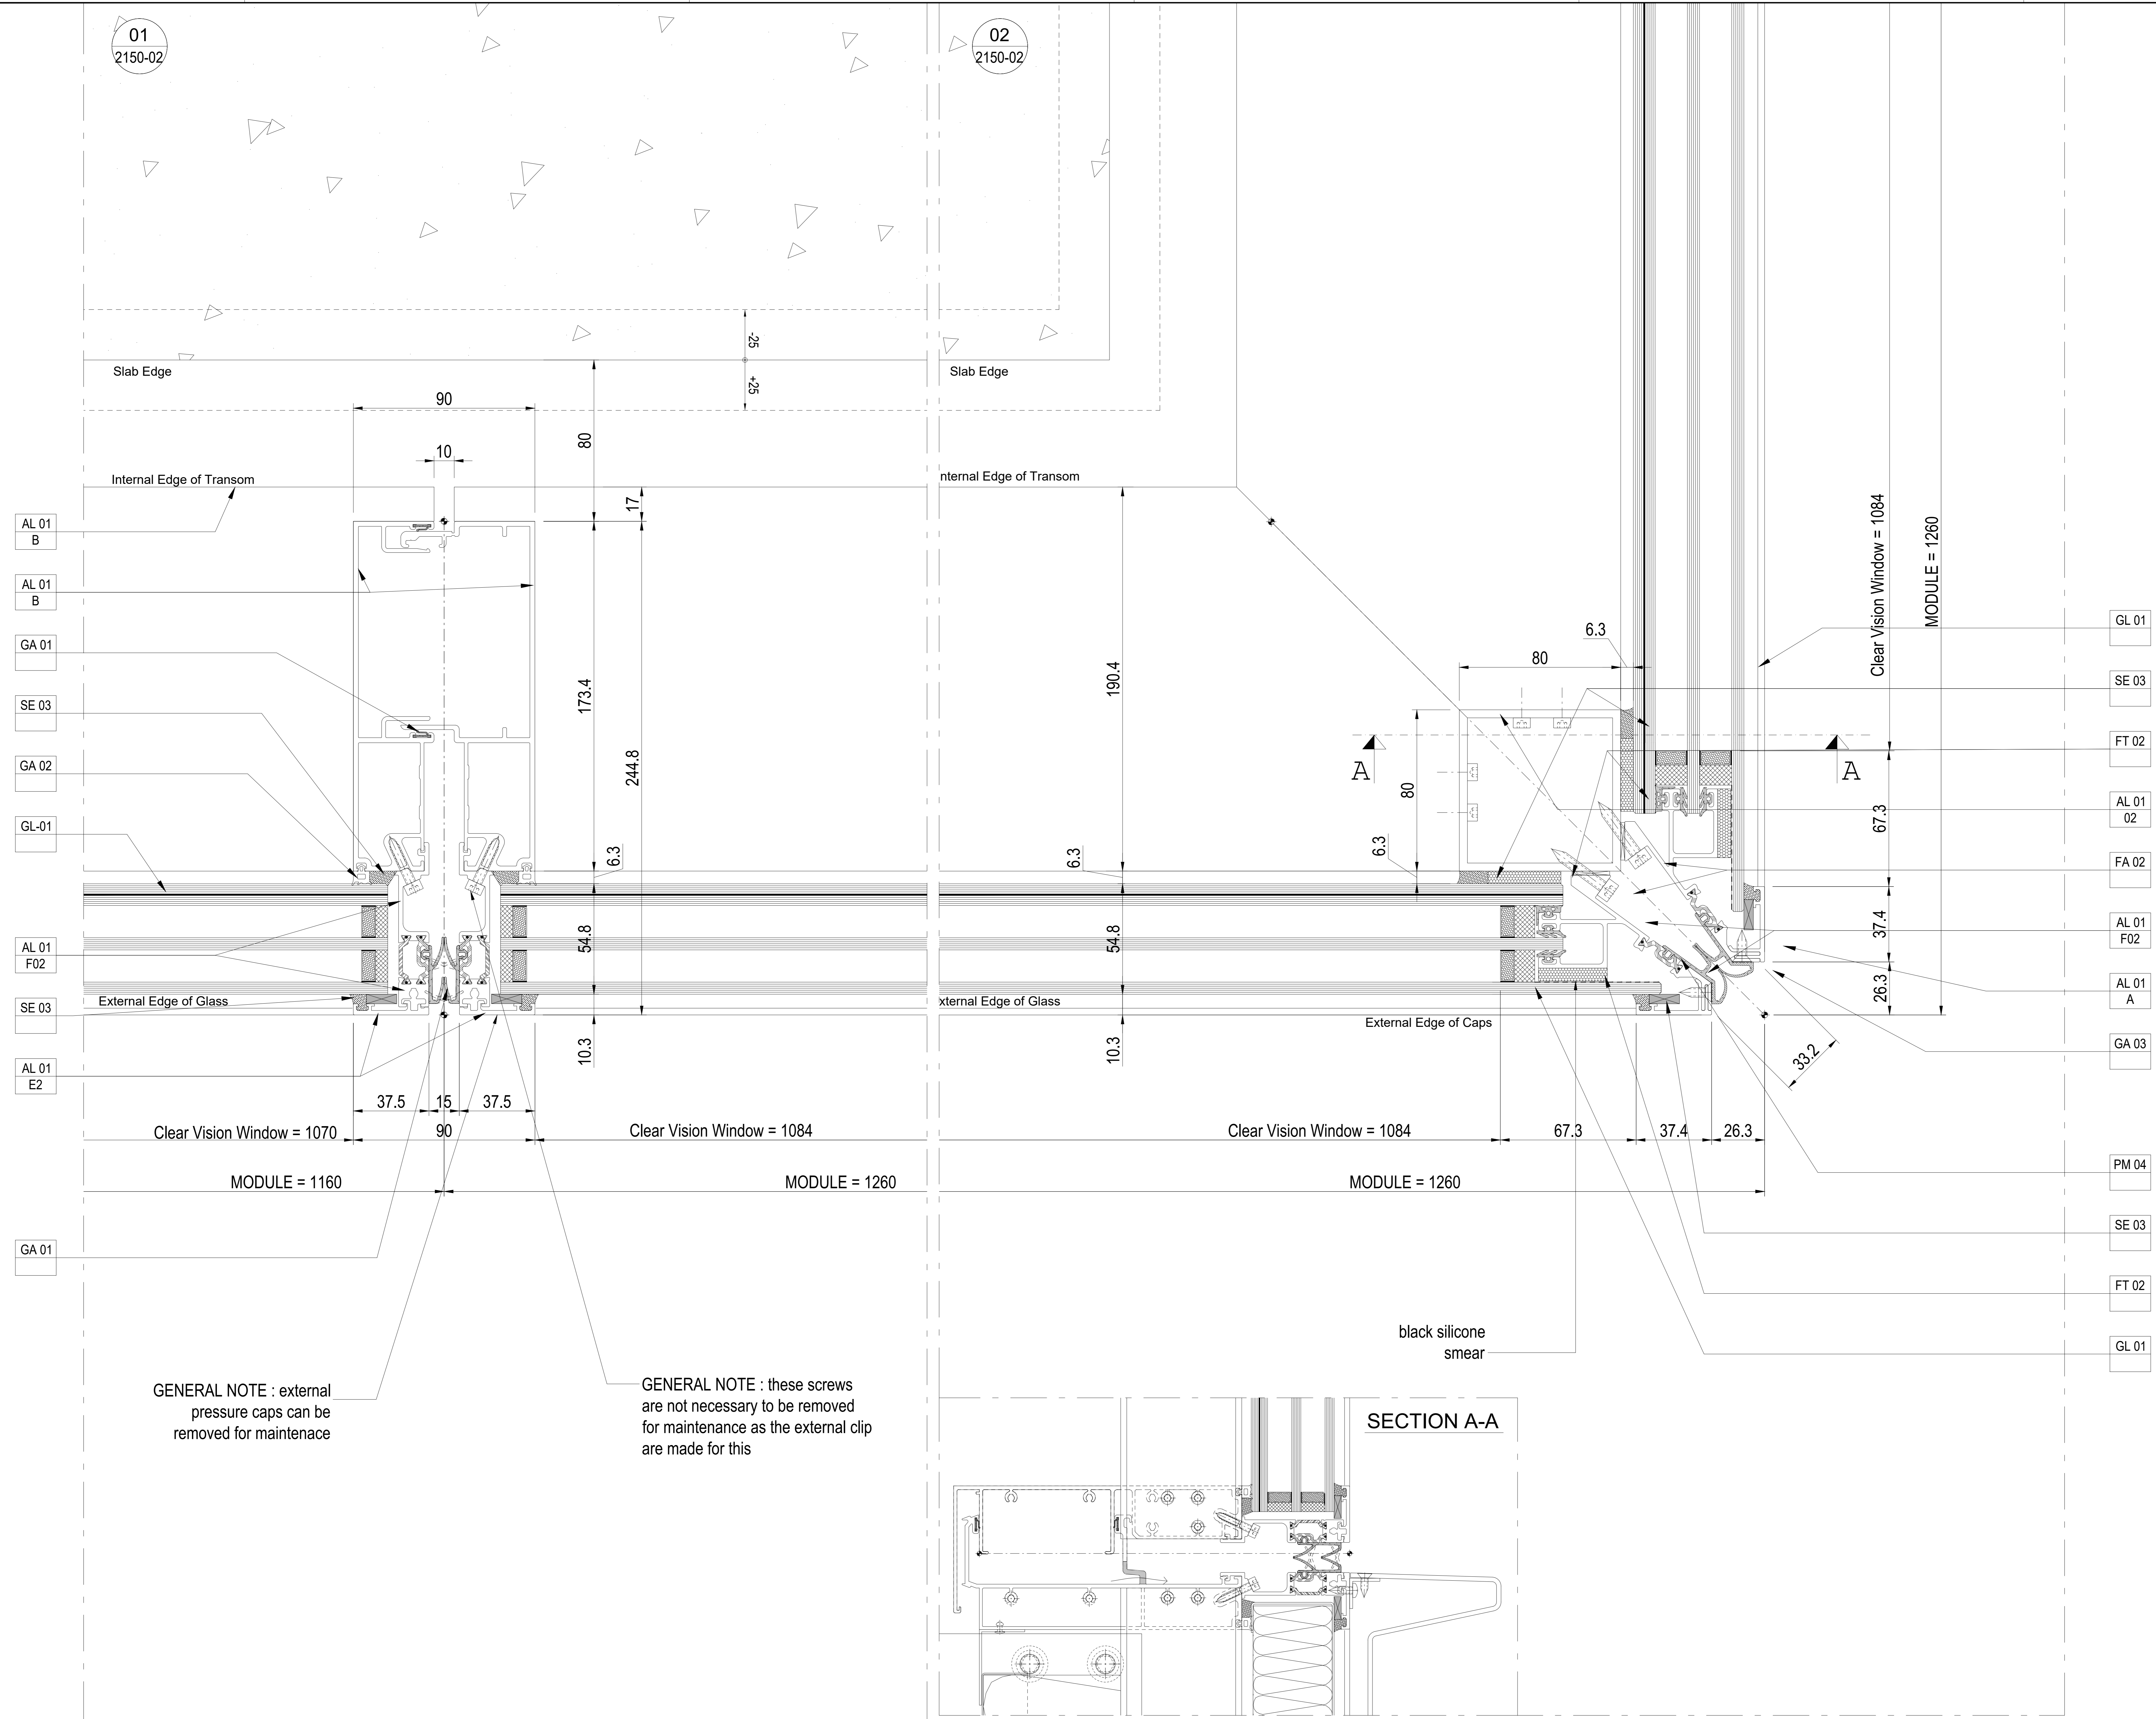 01
2150-02
02
2150-02
Slab Edge
Slab Edge
-25
+25
90
80
10
Internal Edge of Transom
nternal Edge of Transom
17
AL 01
B
AL 01
B
GA 01
SE 03
GA 02
GL-01
AL 01
F02
SE 03
AL 01
E2
GA 01
173.4
244.8
6.3
54.8
10.3
External Edge of Glass
xternal Edge of Glass
External Edge of Caps
190.4
6.3
54.8
10.3
80
6.3
80
6.3
A
A
Clear Vision Window = 1084
MODULE = 1260
67.3
37.4
26.3
33.2
GL 01
SE 03
FT 02
AL 01
02
FA 02
AL 01
F02
AL 01
A
GA 03
PM 04
SE 03
FT 02
GL 01
37.5
15
37.5
Clear Vision Window = 1070
90
Clear Vision Window = 1084
Clear Vision Window = 1084
67.3
37.4
26.3
MODULE = 1160
MODULE = 1260
MODULE = 1260
black silicone
smear
GENERAL NOTE : external
pressure caps can be
removed for maintenace
GENERAL NOTE : these screws
are not necessary to be removed
for maintenance as the external clip
are made for this
SECTION A-A